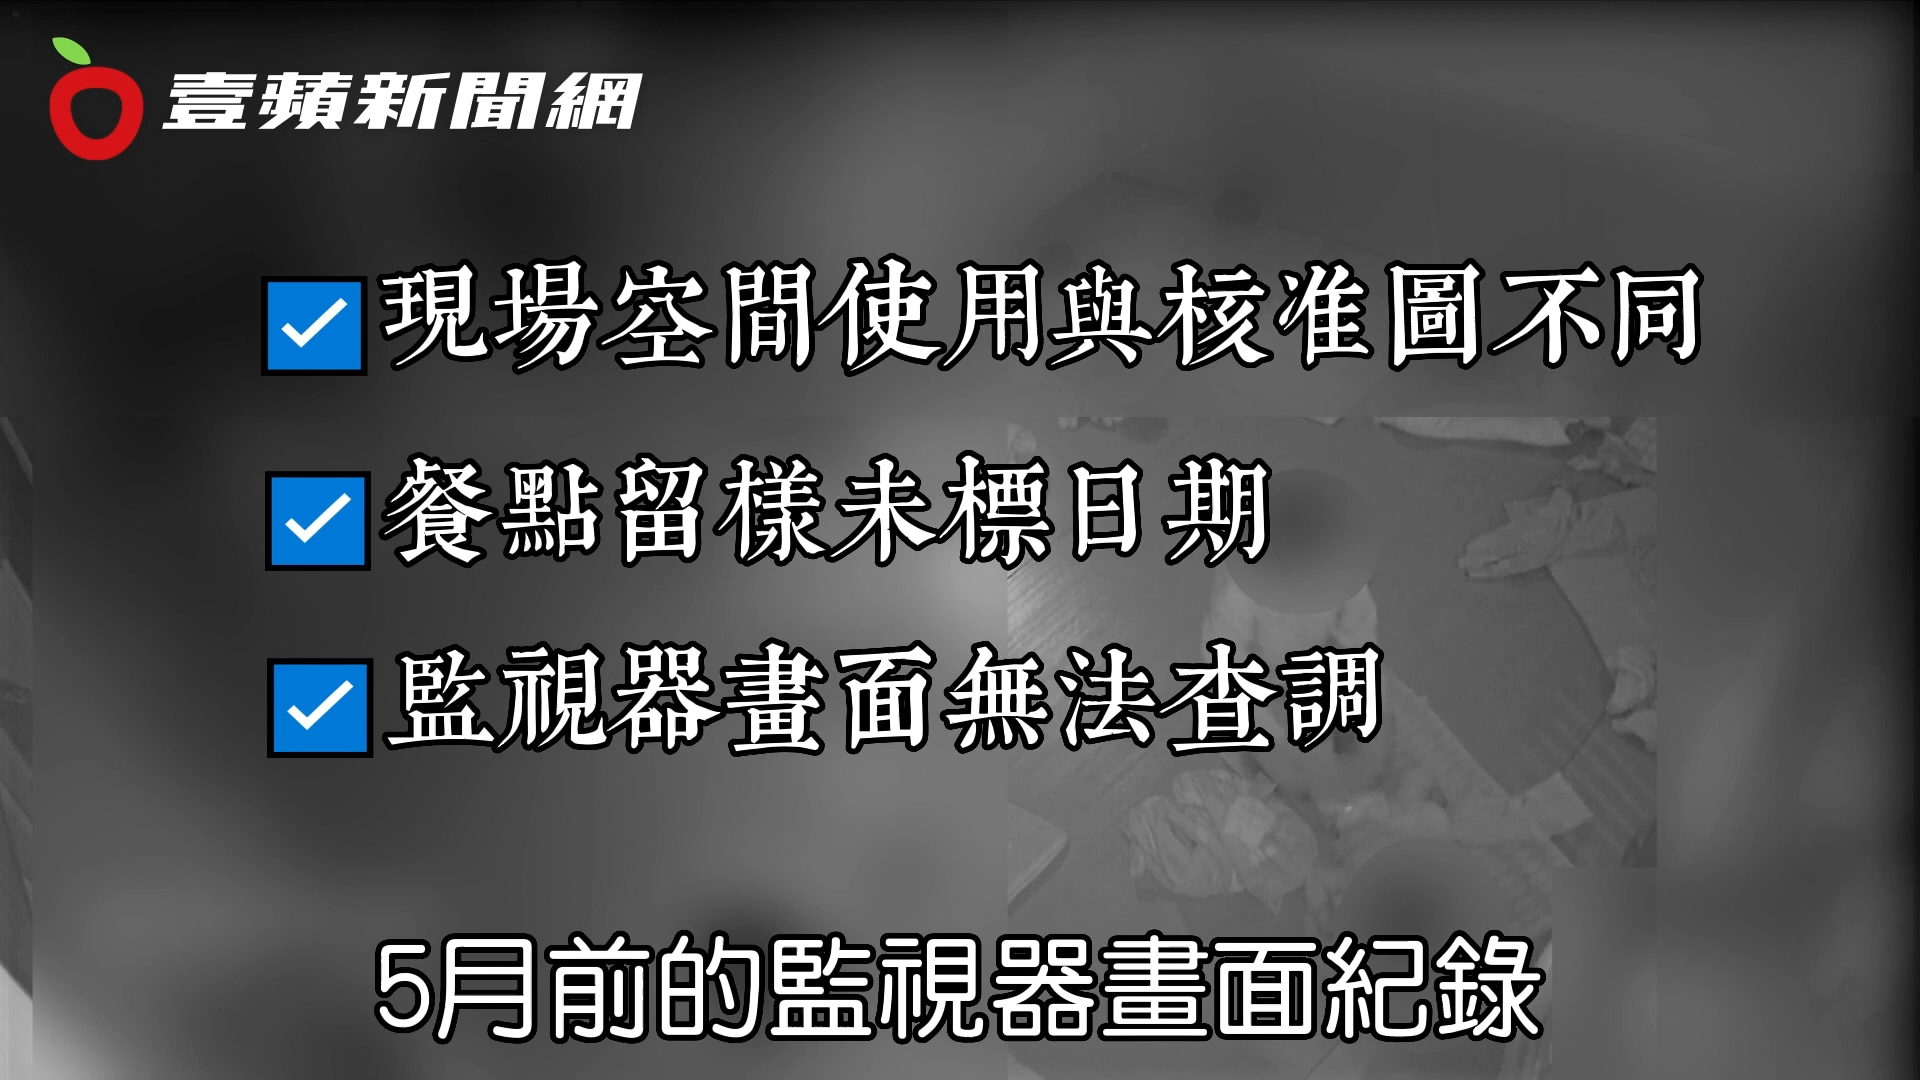 壹蘋新聞網
現場空間使用與核准圖不同
餐點留樣未標日期
監視器畫面無法查調
5月前的監視器畫面紀錄